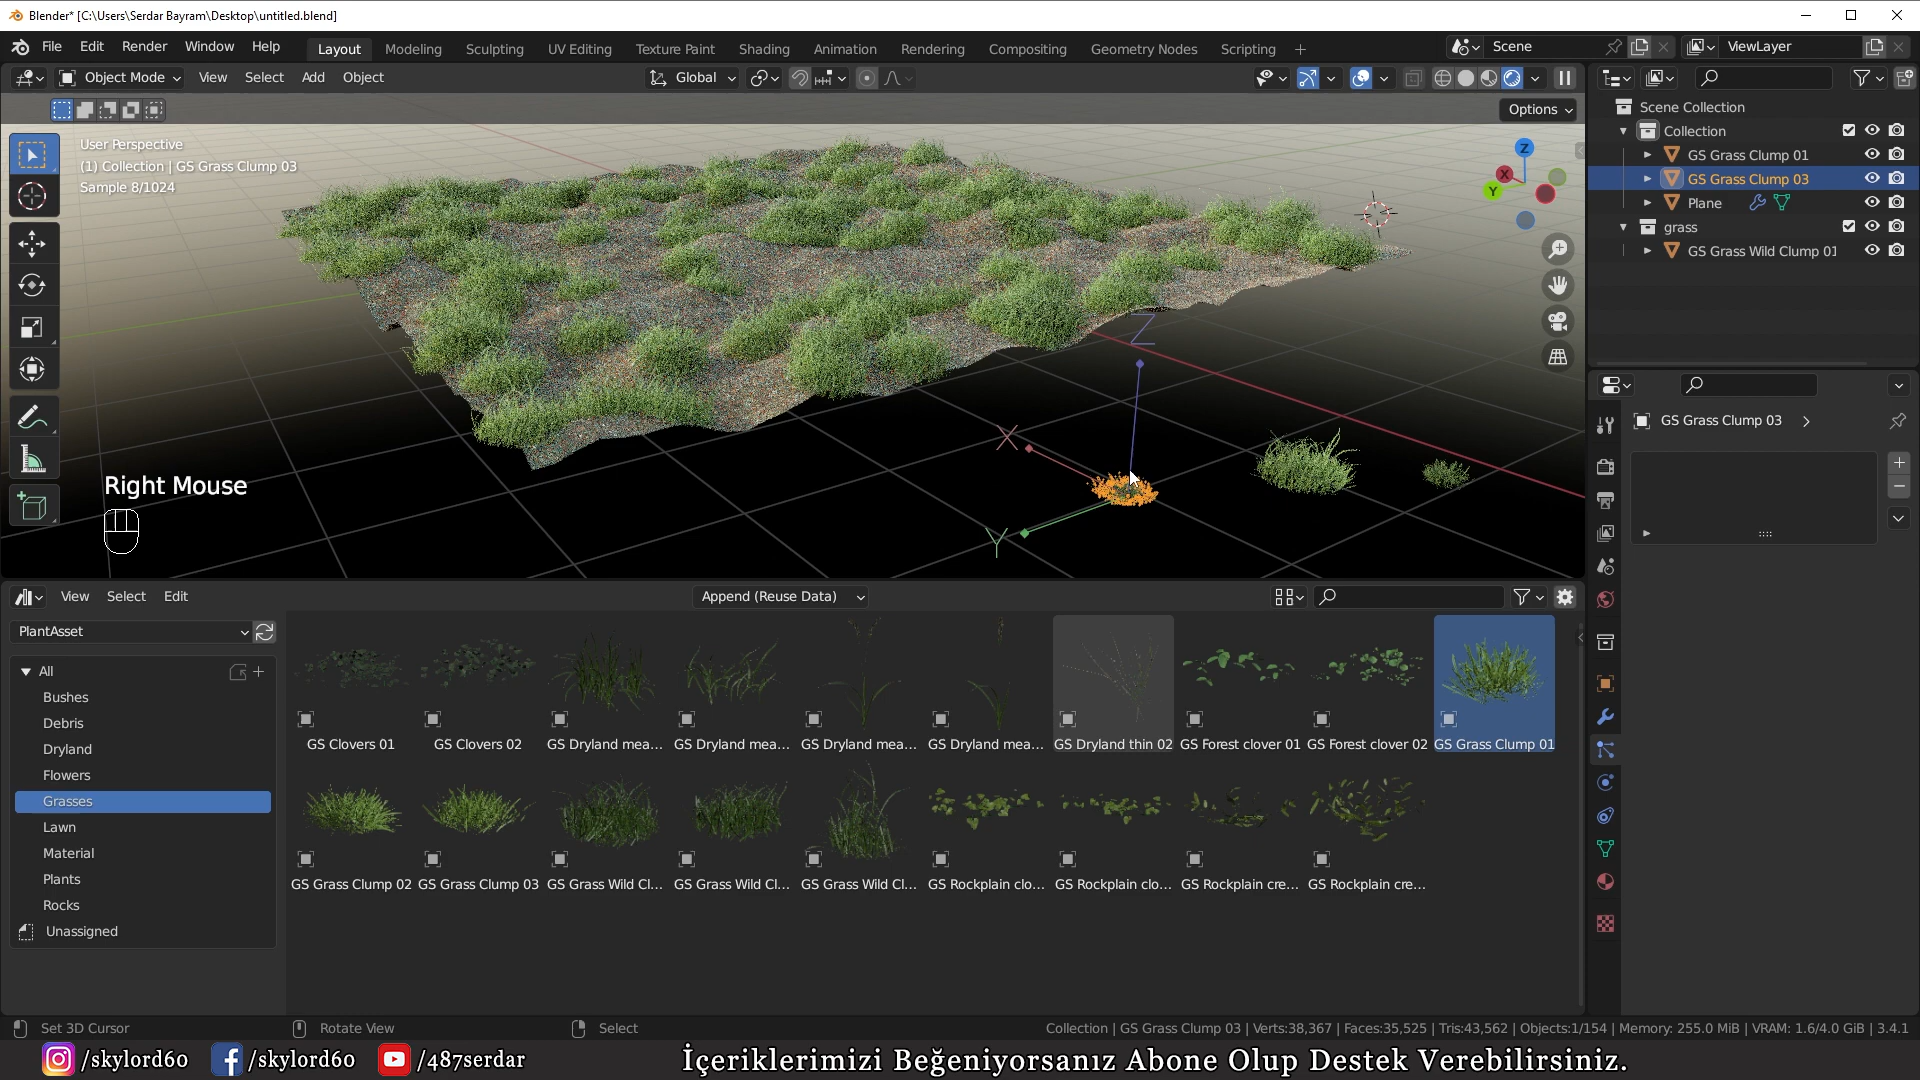 Blender* [C:\Users\Serdar Bayram\Desktop\untitled.blend]
File Edit Render Window Help Layout Modeling Sculpting UV Editing Texture Paint Shading Animation Rendering Compositing Geometry Nodes Scripting + Scene ViewLayer
Object Mode View Select Add Object Global
Options
User Perspective
(1) Collection | GS Grass Clump 03
Sample 8/1024
Z
X
Y
Z
X
Y
Right Mouse
Scene Collection
Collection
GS Grass Clump 01
GS Grass Clump 03
Plane
grass
GS Grass Wild Clump 01
GS Grass Clump 03
View Select Edit Append (Reuse Data)
PlantAsset
All
Bushes
Debris
Dryland
Flowers
Grasses
Lawn
Material
Plants
Rocks
Unassigned
GS Clovers 01 GS Clovers 02 GS Dryland mea... GS Dryland mea... GS Dryland mea... GS Dryland mea... GS Dryland thin 02 GS Forest clover 01 GS Forest clover 02 GS Grass Clump 01
GS Grass Clump 02 GS Grass Clump 03 GS Grass Wild Cl... GS Grass Wild Cl... GS Grass Wild Cl... GS Rockplain clo... GS Rockplain clo... GS Rockplain cre... GS Rockplain cre...
Set 3D Cursor Rotate View Select Collection | GS Grass Clump 03 | Verts:38,367 | Faces:35,525 | Tris:43,562 | Objects:1/154 | Memory: 255.0 MiB | VRAM: 1.6/4.0 GiB | 3.4.1
/skylord60 /skylord60 /487serdar İçeriklerimizi Beğeniyorsanız Abone Olup Destek Verebilirsiniz.